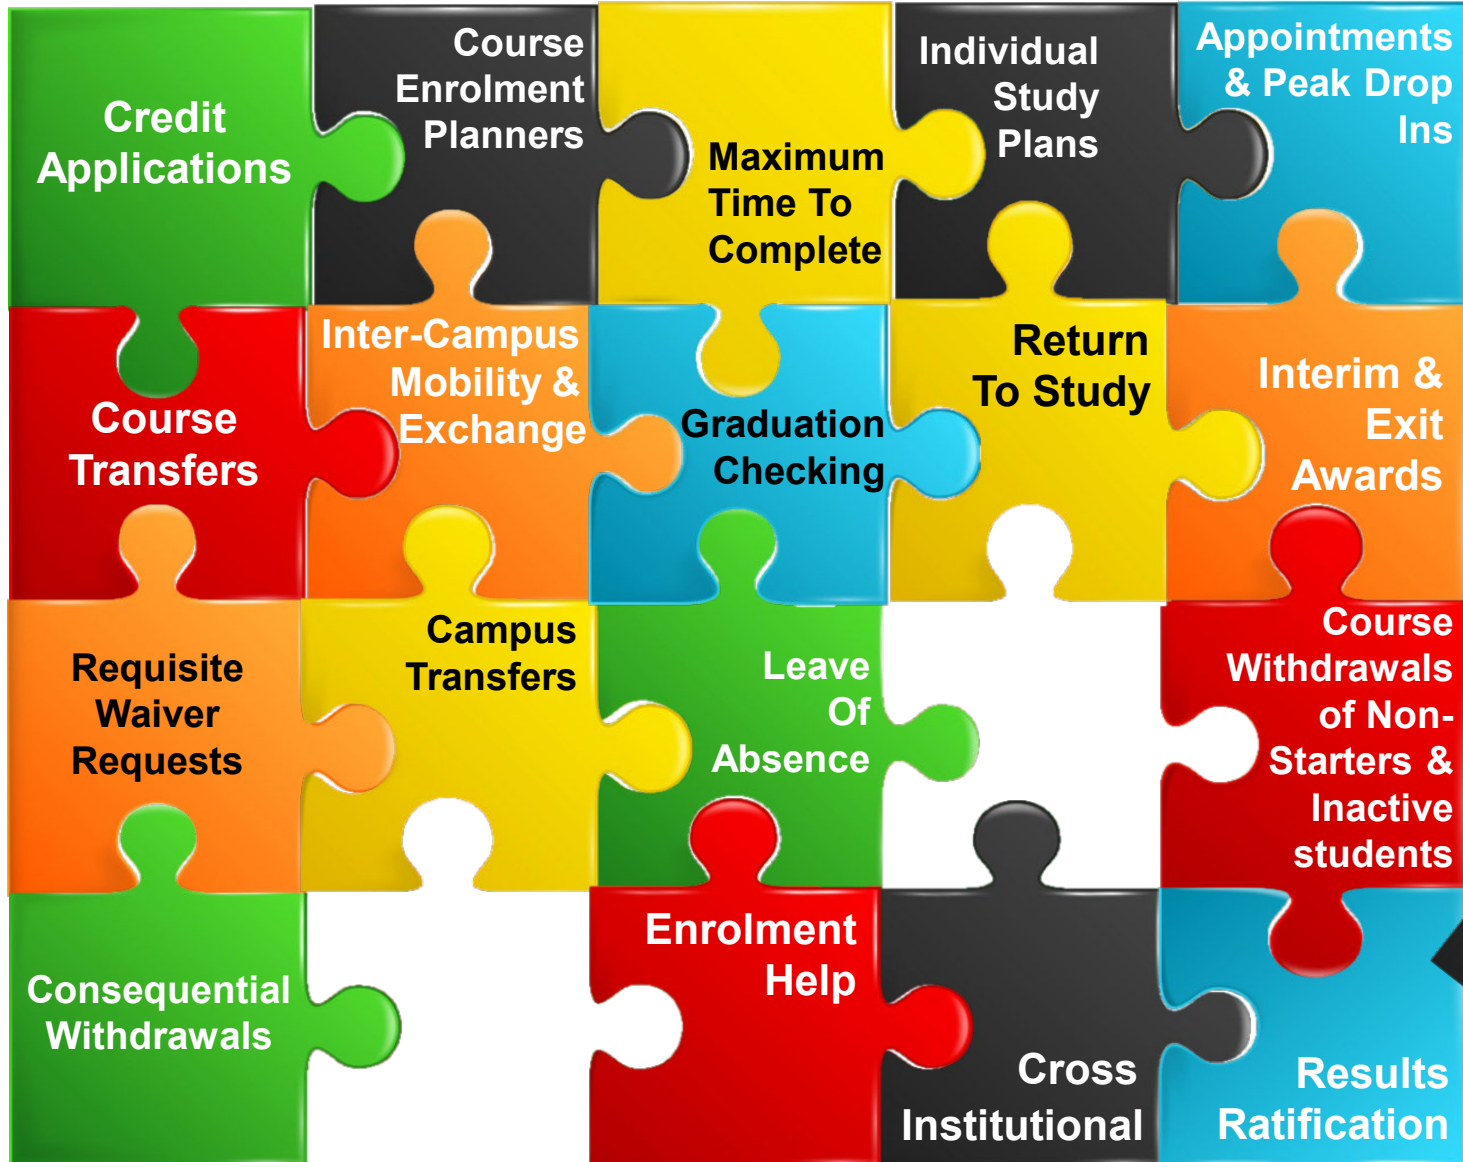 Credit
Applications
Course
Enrolment
Planners
Maximum
Time To
Complete
Individual
Study
Plans
Appointments
& Peak Drop
Ins
Course
Transfers
Inter-Campus
Mobility &
Exchange
Graduation
Checking
Return
To Study
Interim &
Exit
Awards
Requisite
Waiver
Requests
Campus
Transfers
Leave
Of
Absence
Course
Withdrawals
of Non-
Starters &
Inactive
students
Consequential
Withdrawals
Enrolment
Help
Cross
Institutional
Results
Ratification